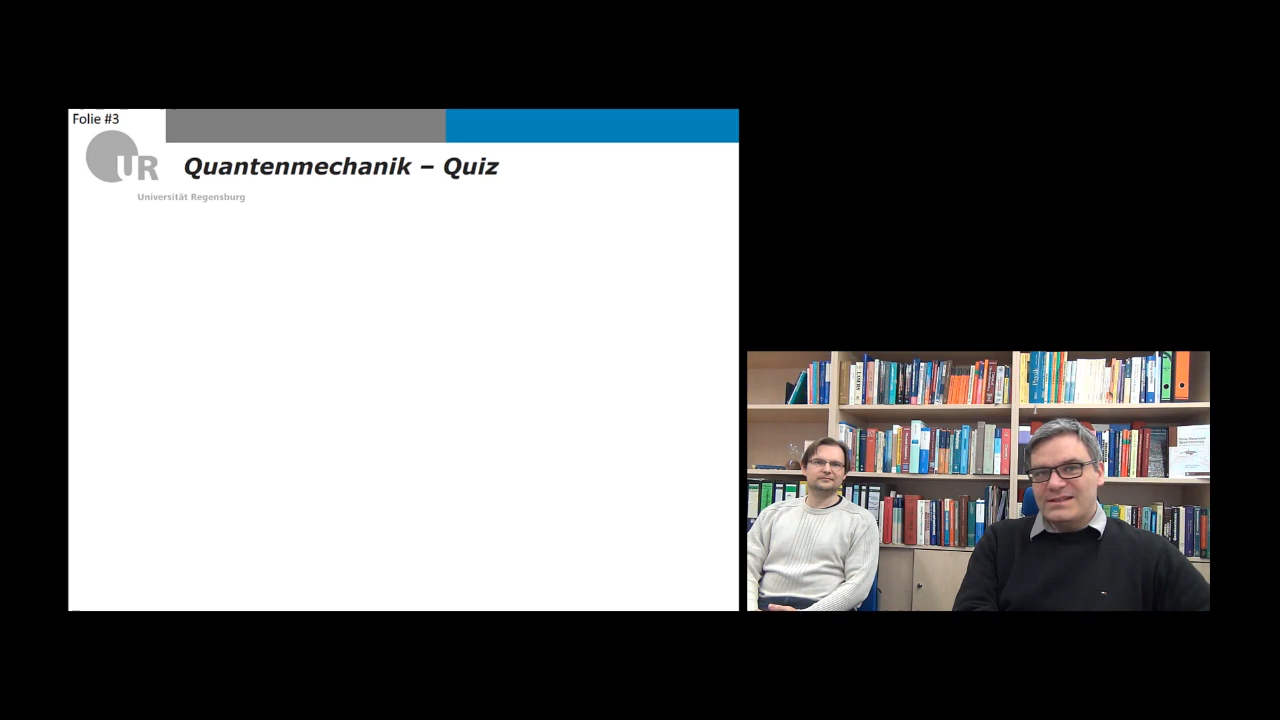 Folie #3
UR
Quantenmechanik – Quiz
Universität Regensburg